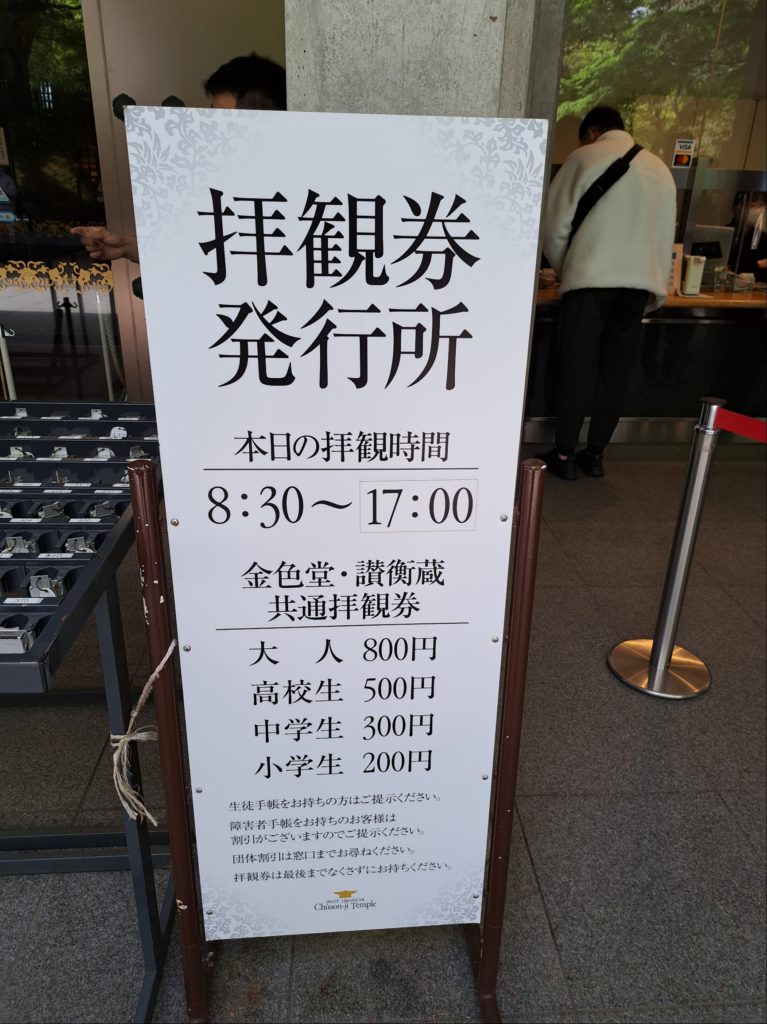 拝観券
発行所
本日の拝観時間
8:30～17:00
金色堂・讃衡蔵
共通拝観券
大　人 800円
高校生 500円
中学生 300円
小学生 200円
生徒手帳をお持ちの方はご提示ください。
障害者手帳をお持ちのお客様は
割引がございますのでご提示ください。
団体割引は窓口までお尋ねください。
拝観券は最後までなくさずにお持ちください。
Chūson-ji Temple
VISA